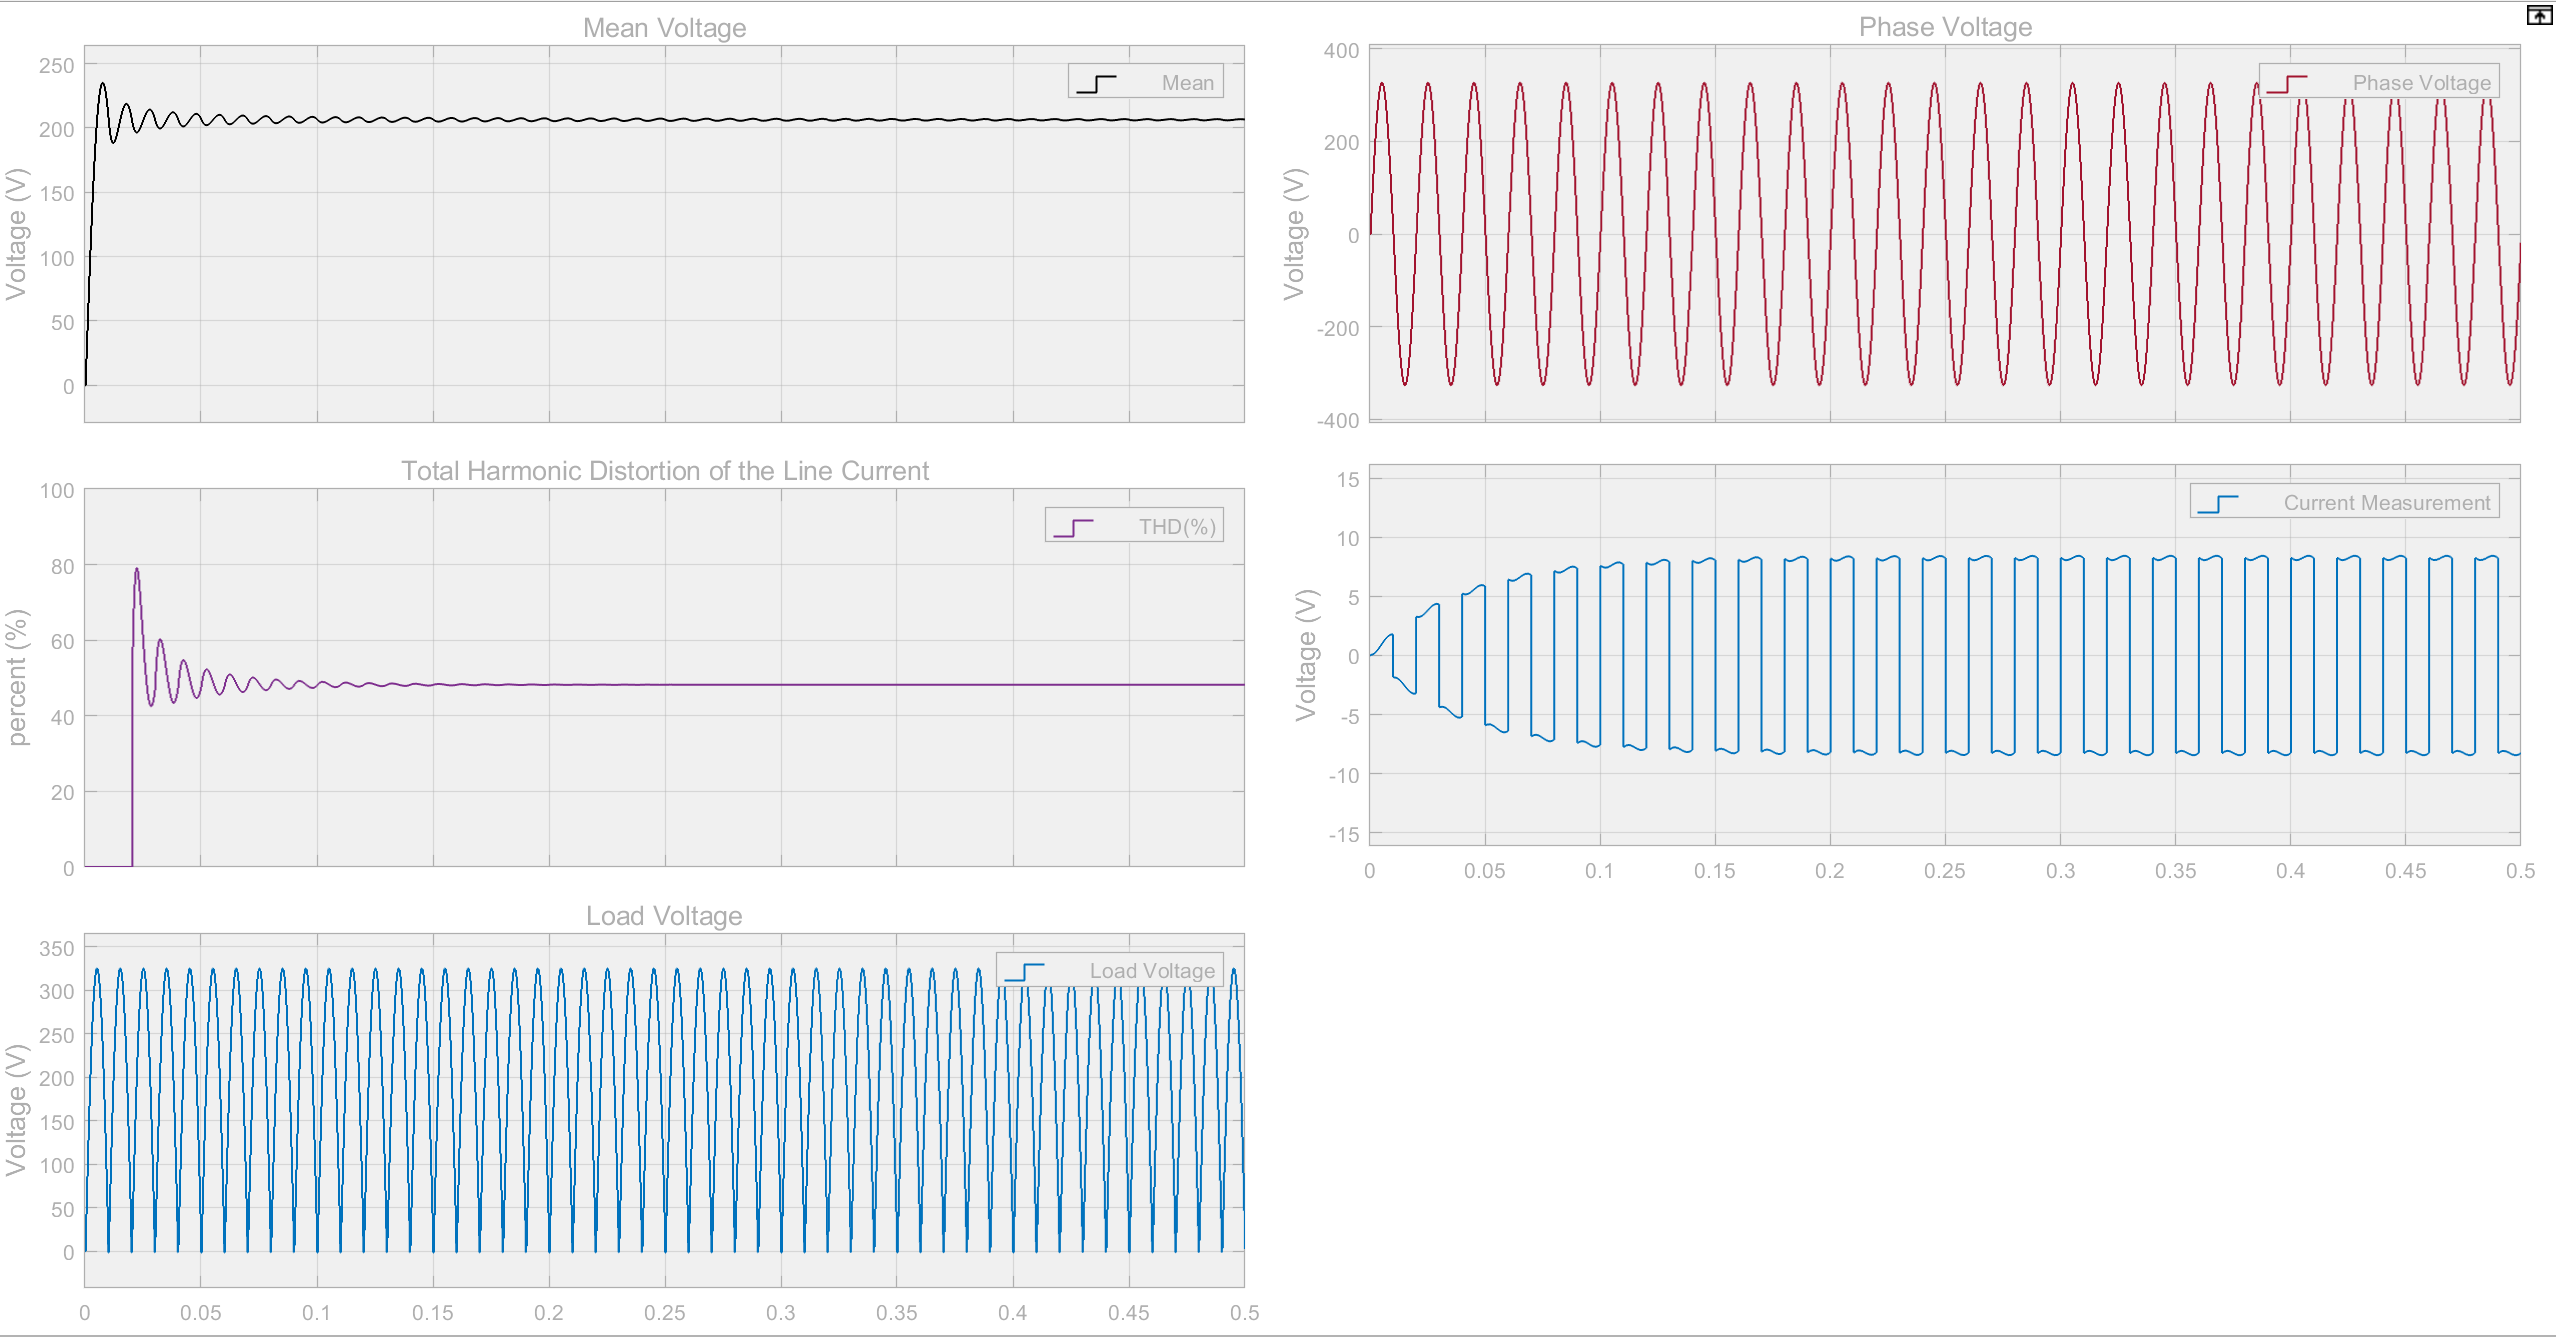 Mean Voltage
250
200
150
100
50
0
Voltage (V)
Mean
Phase Voltage
400
200
0
-200
-400
Voltage (V)
Phase Voltage
Total Harmonic Distortion of the Line Current
100
80
60
40
20
0
percent (%)
THD(%)
15
10
5
0
-5
-10
-15
Voltage (V)
Current Measurement
0 0.05 0.1 0.15 0.2 0.25 0.3 0.35 0.4 0.45 0.5
Load Voltage
350
300
250
200
150
100
50
0
Voltage (V)
Load Voltage
0 0.05 0.1 0.15 0.2 0.25 0.3 0.35 0.4 0.45 0.5